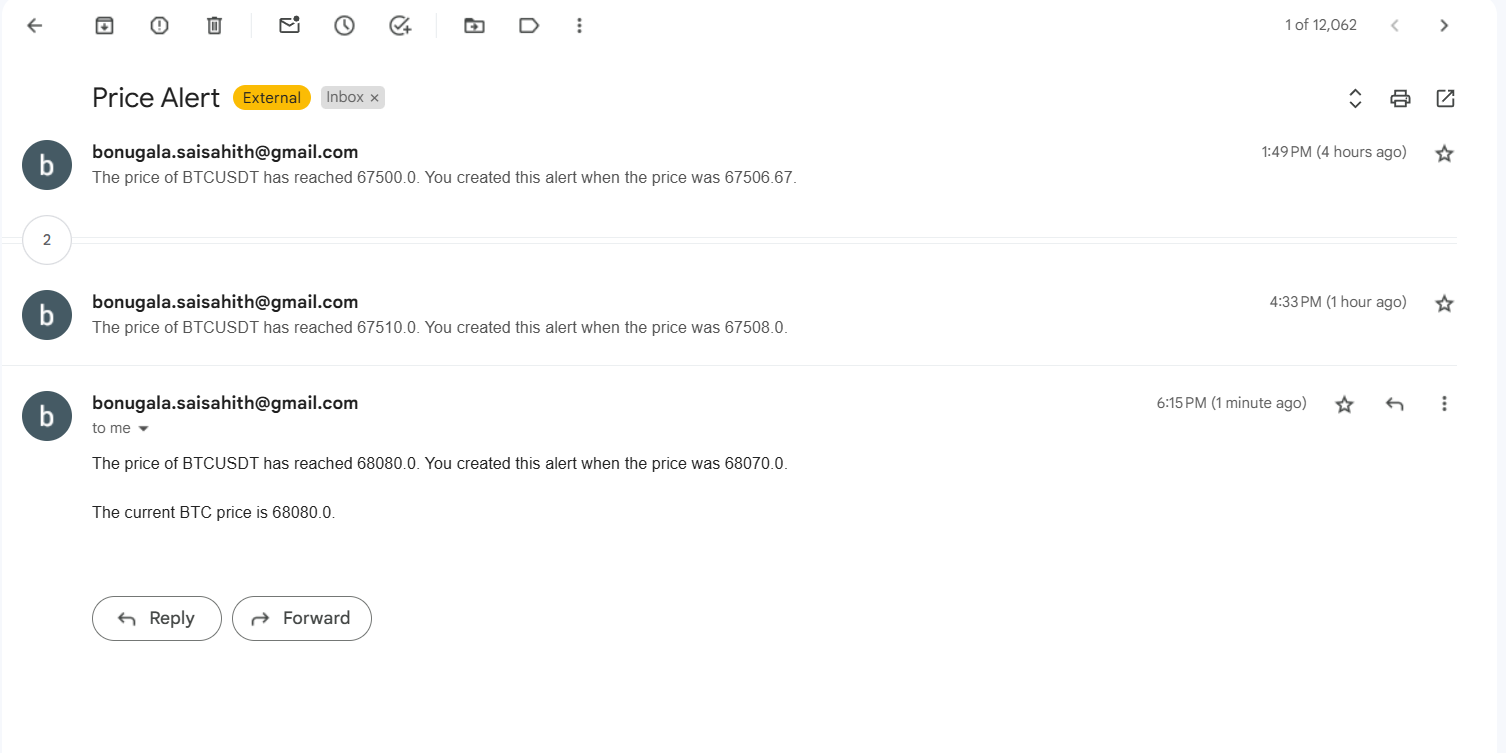 1 of 12,062
Price Alert External Inbox ×
b
bonugala.saisahith@gmail.com 1:49 PM (4 hours ago)
The price of BTCUSDT has reached 67500.0. You created this alert when the price was 67506.67.
2
b
bonugala.saisahith@gmail.com 4:33 PM (1 hour ago)
The price of BTCUSDT has reached 67510.0. You created this alert when the price was 67508.0.
b
bonugala.saisahith@gmail.com 6:15 PM (1 minute ago)
to me
The price of BTCUSDT has reached 68080.0. You created this alert when the price was 68070.0.
The current BTC price is 68080.0.
Reply Forward